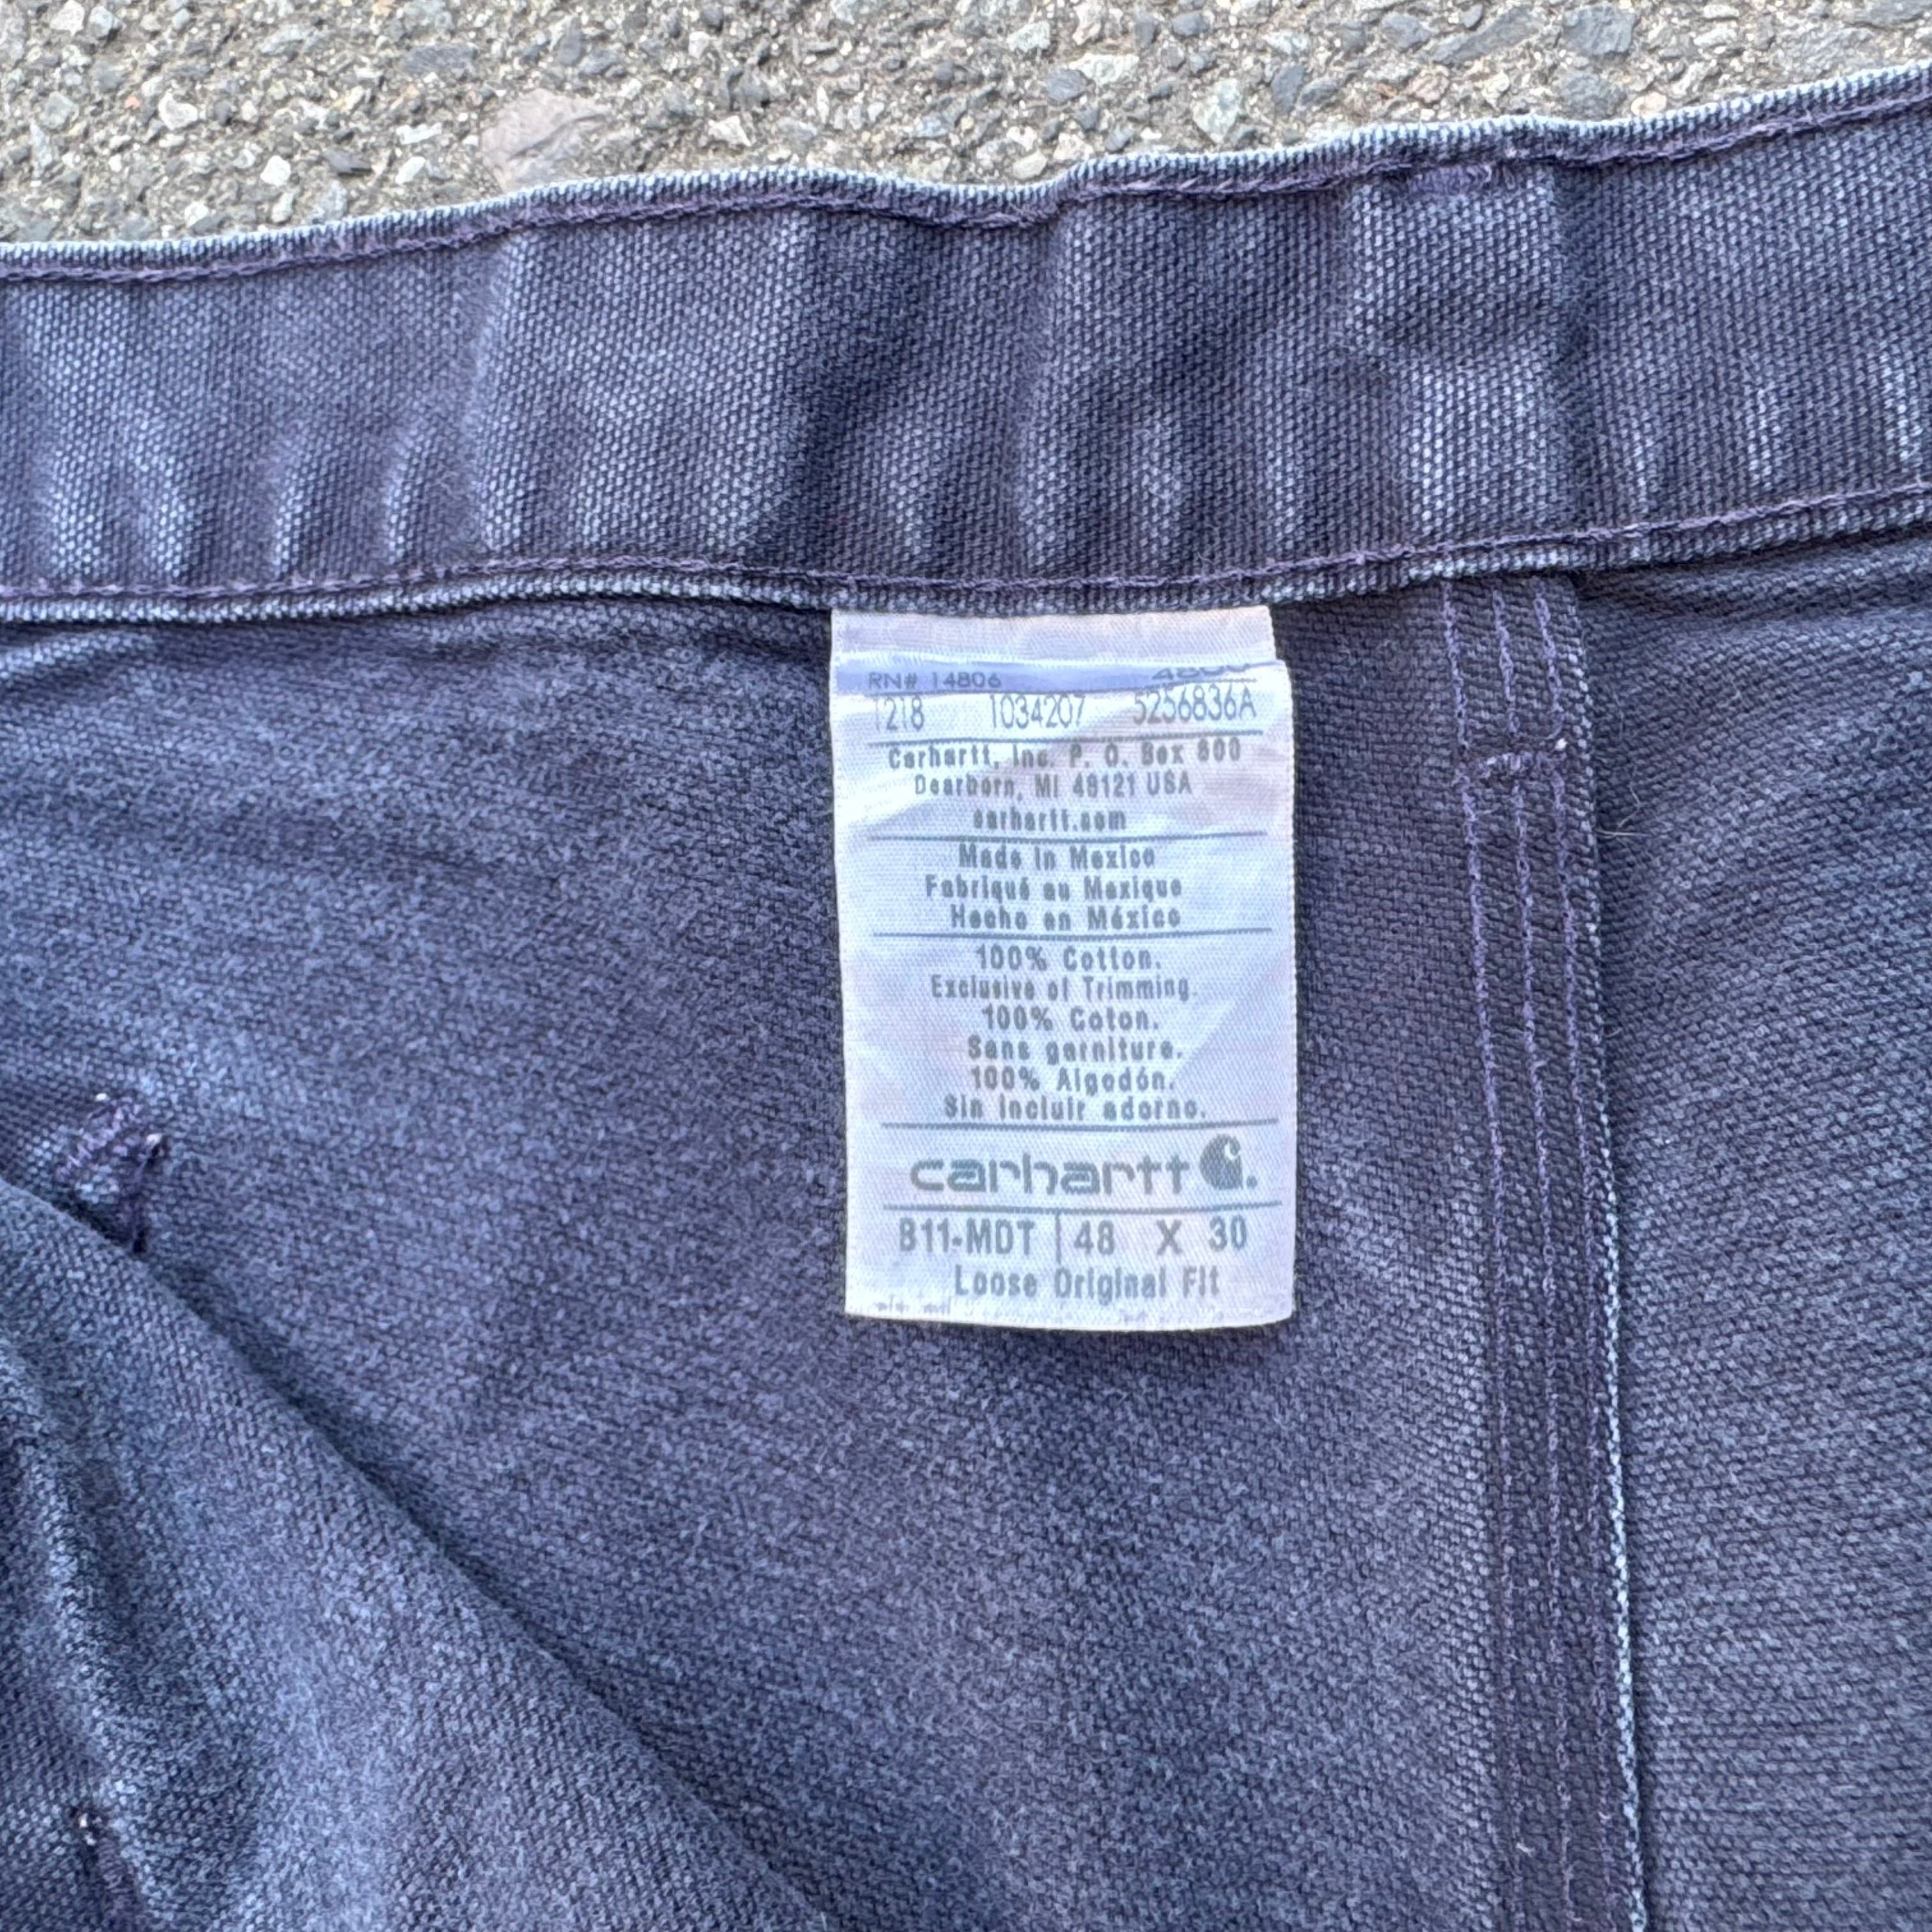 RN# 14806
1218 1034207 5256836A
Carhartt, Inc. P. O. Box 600
Dearborn, MI 48121 USA
carhartt.com
Made in Mexico
Fabriqué au Mexique
Hecho en México
100% Cotton.
Exclusive of Trimming.
100% Coton.
Sans garniture.
100% Algodón.
Sin incluir adorno.
carhartt
B11-MDT | 48 X 30
Loose Original Fit